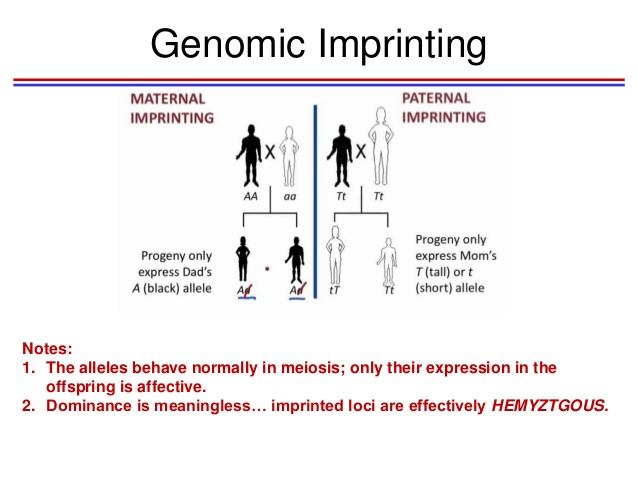 Genomic Imprinting
MATERNAL
IMPRINTING
PATERNAL
IMPRINTING
X
X
AA
aa
Tt
Tt
Progeny only
express Dad's
A (black) allele
Aa
Aa
tT
Tt
Progeny only
express Mom's
T (tall) or t
(short) allele
Notes:
1. The alleles behave normally in meiosis; only their expression in the
offspring is affective.
2. Dominance is meaningless… imprinted loci are effectively HEMYZTGOUS.